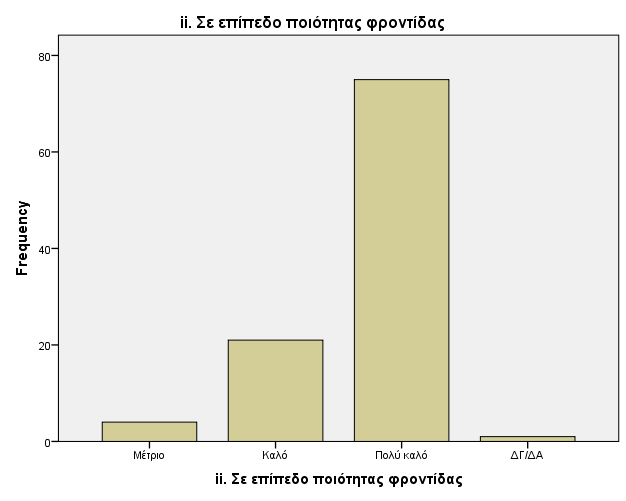 ii. Σε επίπεδο ποιότητας φροντίδας
80
60
40
20
0
Frequency
Μέτριο Καλό Πολύ καλό ΔΓ/ΔΑ
ii. Σε επίπεδο ποιότητας φροντίδας